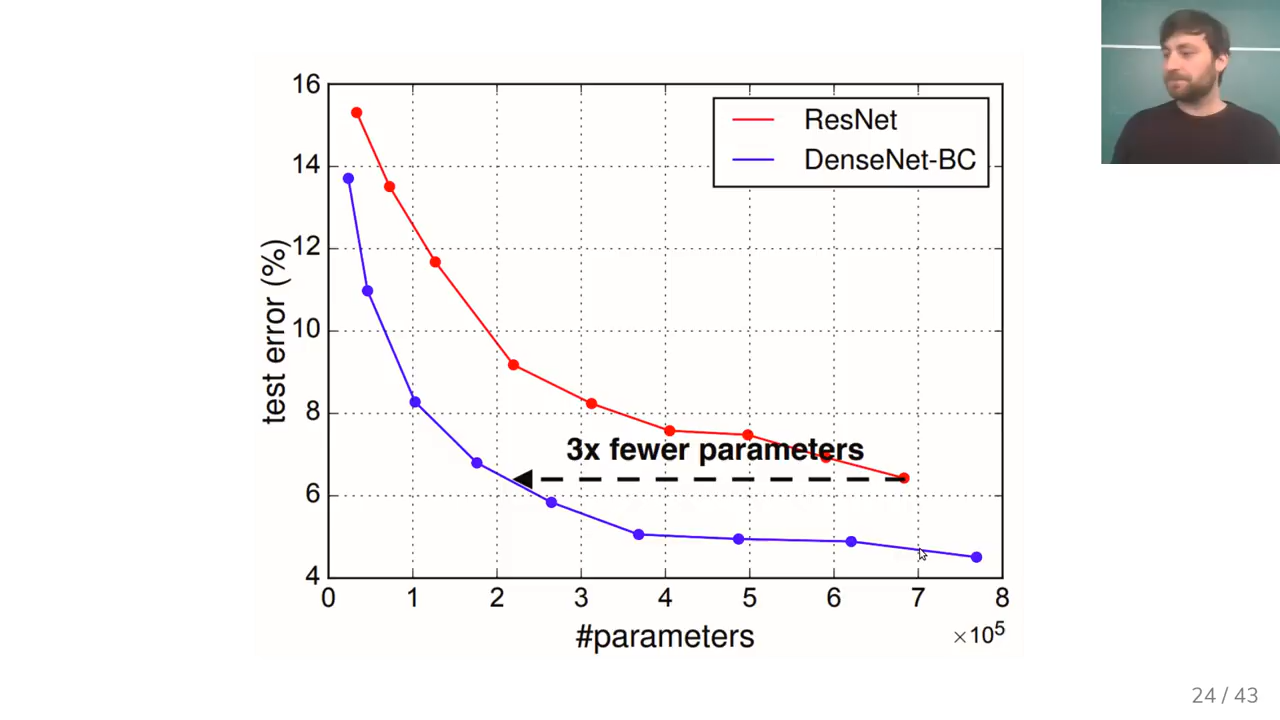 16
14
12
10
8
6
4
test error (%)
ResNet
DenseNet-BC
3x fewer parameters
0 1 2 3 4 5 6 7 8
#parameters
×10⁵
24 / 43